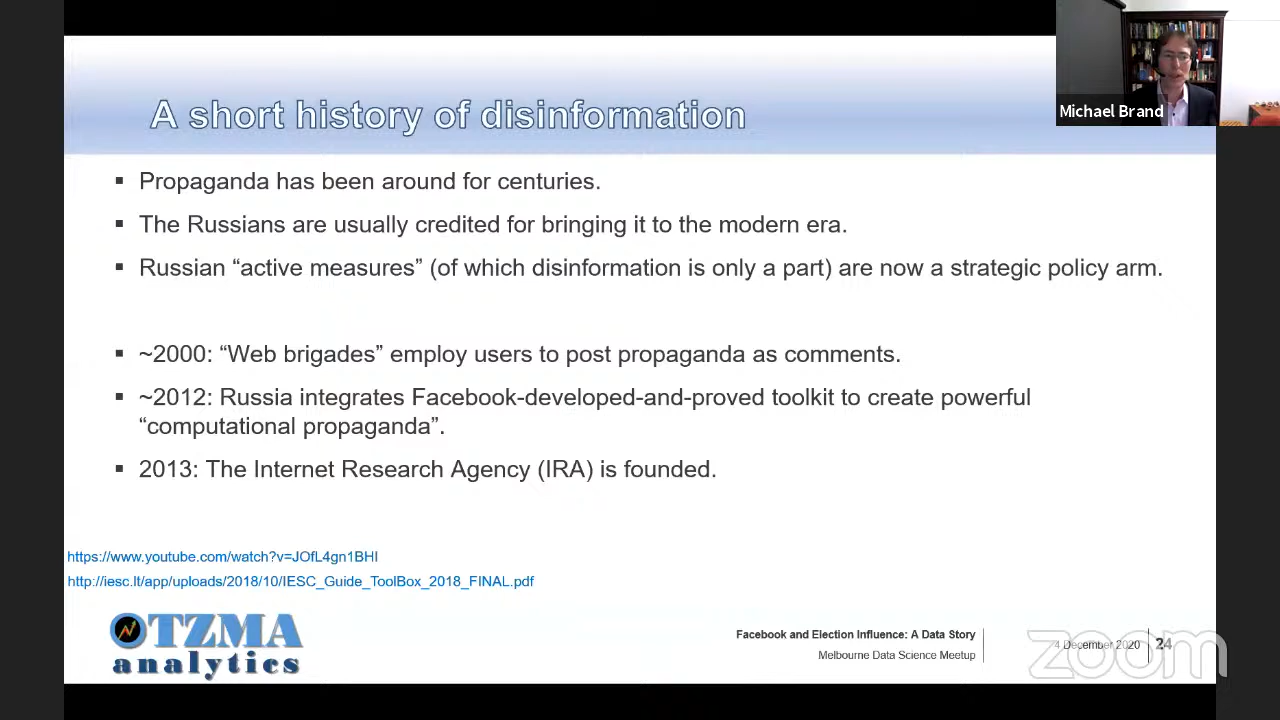 A short history of disinformation
Michael Brand
▪ Propaganda has been around for centuries.
▪ The Russians are usually credited for bringing it to the modern era.
▪ Russian “active measures” (of which disinformation is only a part) are now a strategic policy arm.
▪ ~2000: “Web brigades” employ users to post propaganda as comments.
▪ ~2012: Russia integrates Facebook-developed-and-proved toolkit to create powerful
“computational propaganda”.
▪ 2013: The Internet Research Agency (IRA) is founded.
https://www.youtube.com/watch?v=JOfL4gn1BHI
http://iesc.lt/app/uploads/2018/10/IESC_Guide_ToolBox_2018_FINAL.pdf
OTZMA
analytics
Facebook and Election Influence: A Data Story
Melbourne Data Science Meetup
4 December 2020
24
zoom